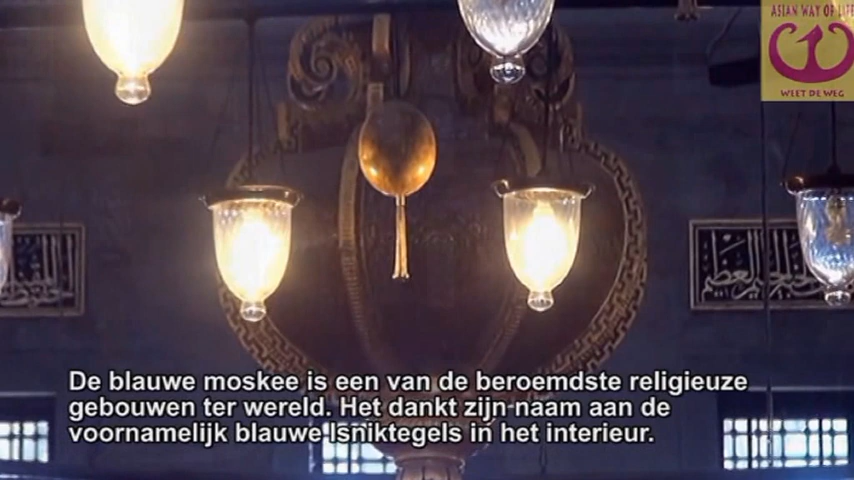 ASIAN WAY OF LIFE
WEET DE WEG
De blauwe moskee is een van de beroemdste religieuze
gebouwen ter wereld. Het dankt zijn naam aan de
voornamelijk blauwe Isniktegels in het interieur.